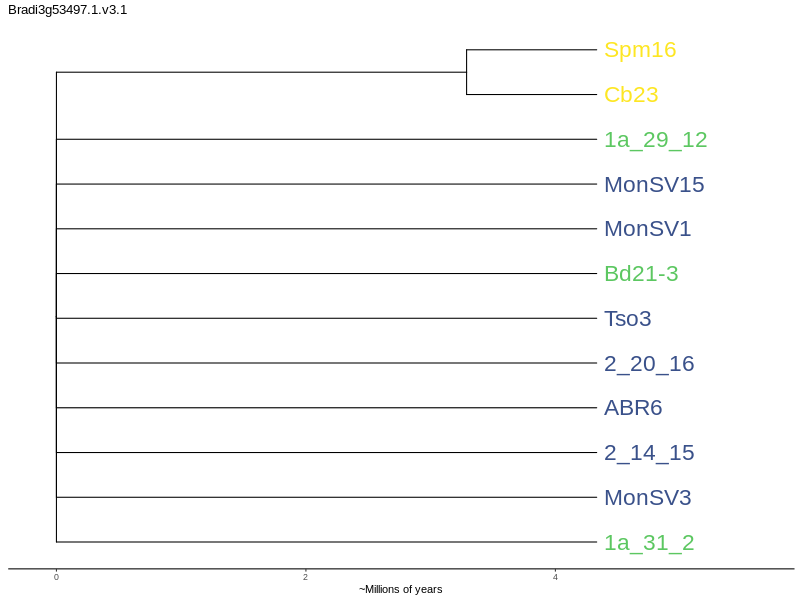 Bradi3g53497.1.v3.1
Spm16
Cb23
1a_29_12
MonSV15
MonSV1
Bd21-3
Tso3
2_20_16
ABR6
2_14_15
MonSV3
1a_31_2
0 2 4
~Millions of years